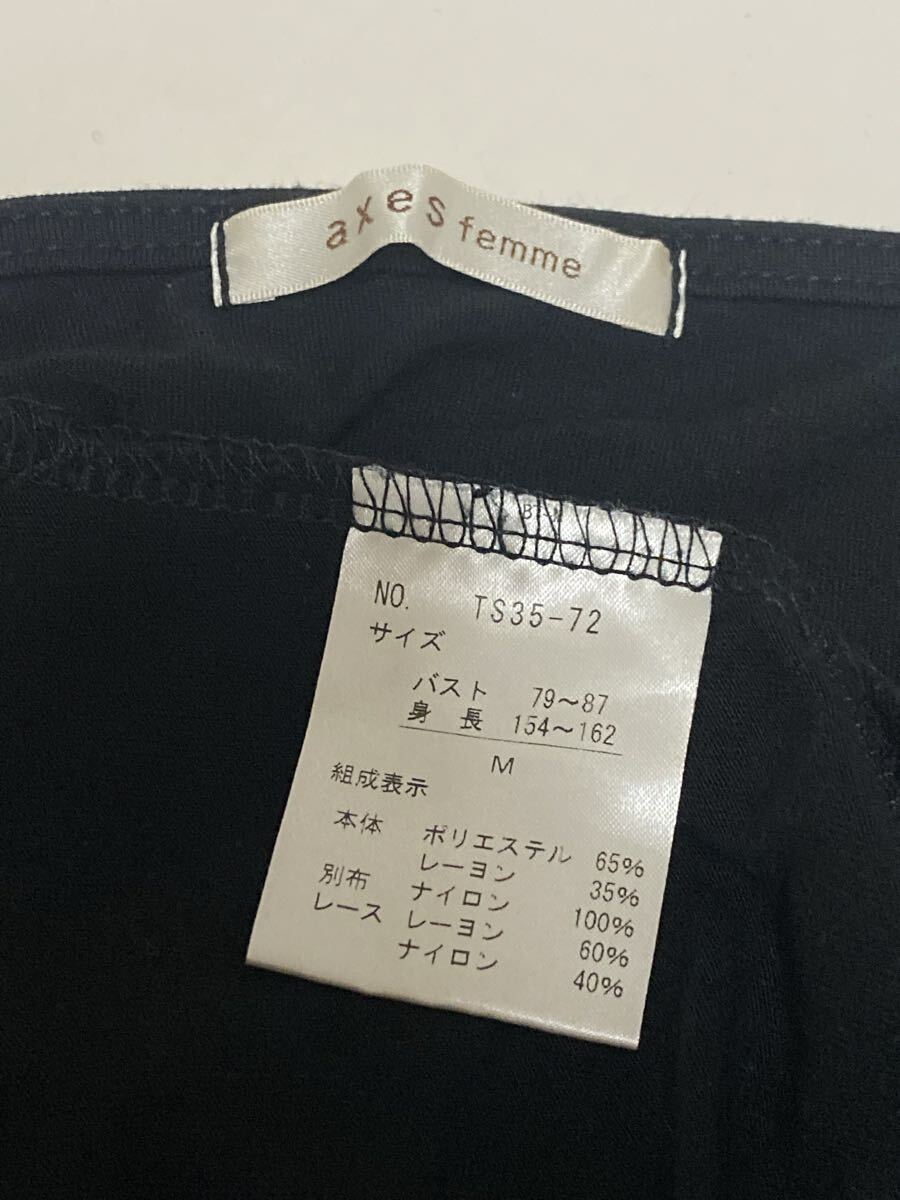 axes femme
NO. TS35-72
サイズ
バスト 79～87
身長 154～162
M
組成表示
本体 ポリエステル 65%
レーヨン 35%
別布 ナイロン 100%
レース レーヨン 60%
ナイロン 40%